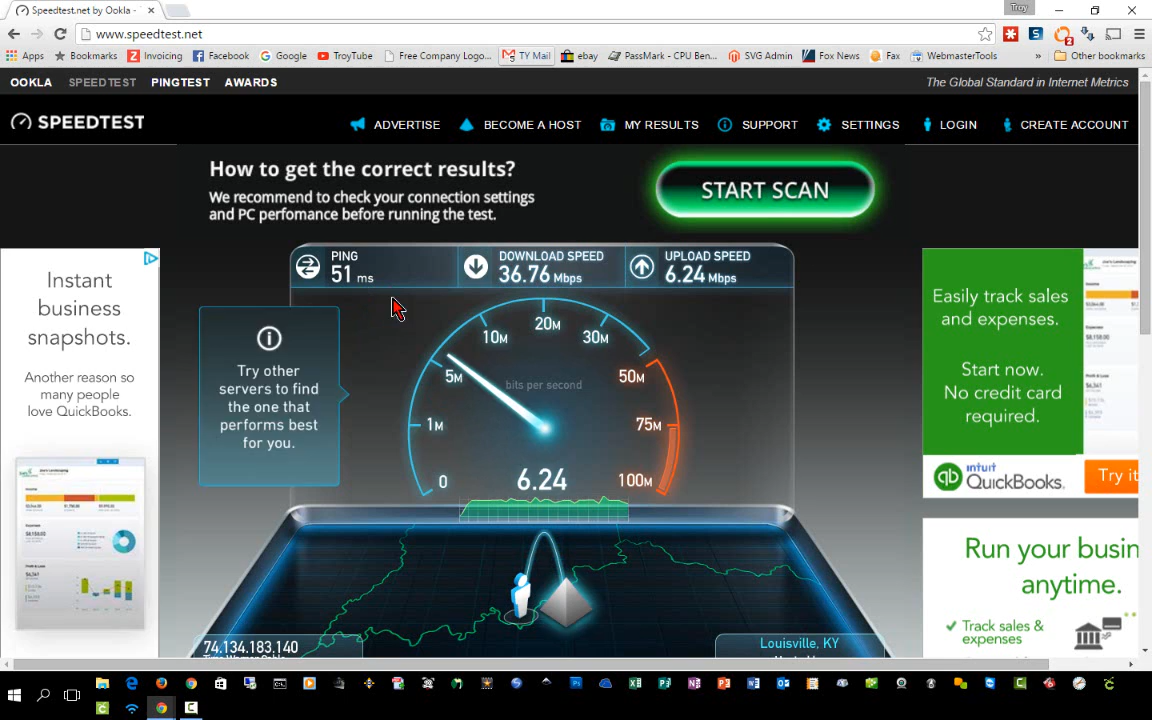 Speedtest.net by Ookla -
Troy
www.speedtest.net
2
Apps Bookmarks Invoicing Facebook Google TroyTube Free Company Logo... TY Mail ebay PassMark - CPU Ben... SVG Admin Fox News Fax WebmasterTools » Other bookmarks
OOKLA SPEEDTEST PINGTEST AWARDS
The Global Standard in Internet Metrics
SPEEDTEST
ADVERTISE BECOME A HOST MY RESULTS SUPPORT SETTINGS LOGIN CREATE ACCOUNT
How to get the correct results?
We recommend to check your connection settings
and PC perfomance before running the test.
START SCAN
Instant
business
snapshots.
Another reason so
many people
love QuickBooks.
PING
51 ms
DOWNLOAD SPEED
36.76 Mbps
UPLOAD SPEED
6.24 Mbps
Try other
servers to find
the one that
performs best
for you.
0
1M
5M
10M
20M
30M
50M
75M
100M
bits per second
6.24
74.134.183.140
Louisville, KY
Easily track sales
and expenses.
Start now.
No credit card
required.
qb intuit
QuickBooks.
Try it
Run your busin
anytime.
Track sales &
expenses